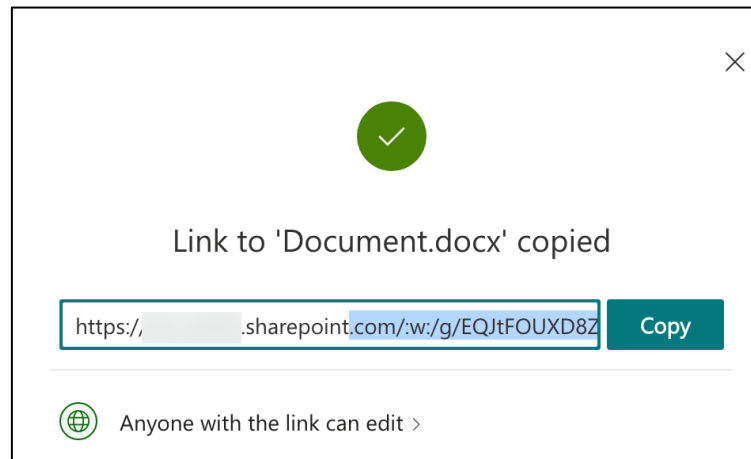 Link to 'Document.docx' copied
https:// .sharepoint.com/:w:/g/EQJtFOUXD8Z Copy
Anyone with the link can edit >